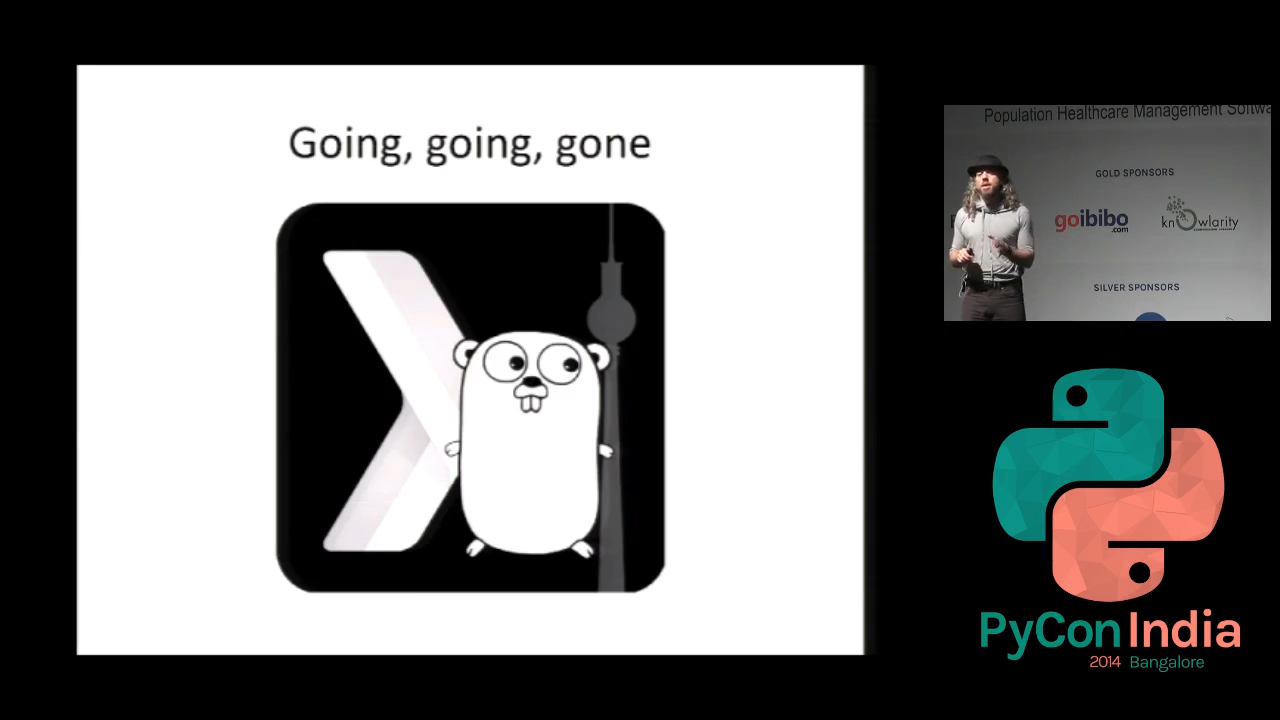 Going, going, gone
Population Healthcare Management Softwa
GOLD SPONSORS
goibibo
.com
knOwlarity
SILVER SPONSORS
PyCon India
2014 Bangalore